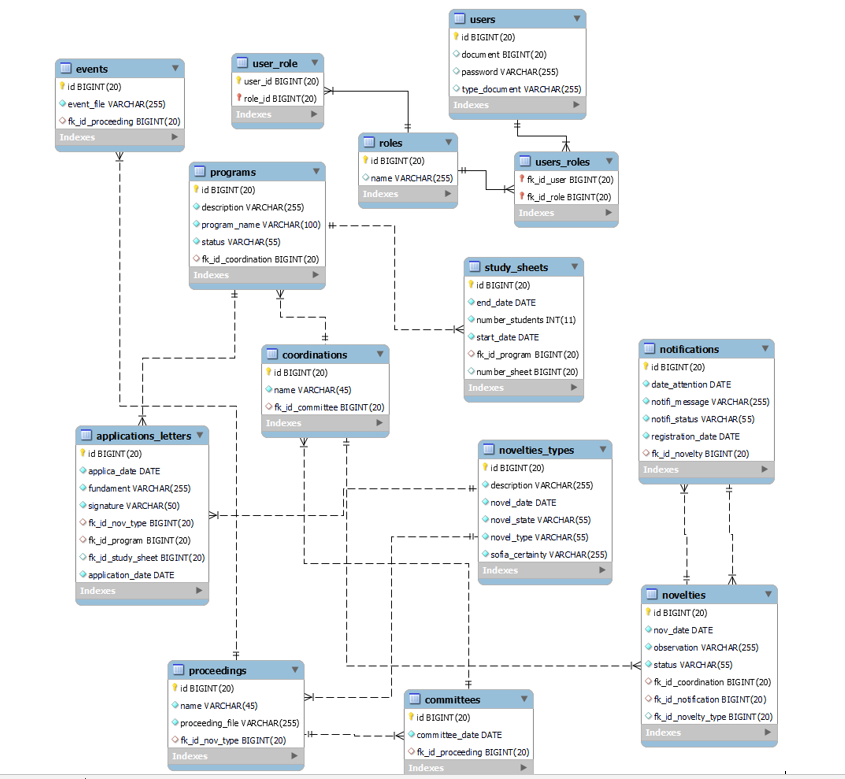 users
id BIGINT(20)
document BIGINT(20)
password VARCHAR(255)
type_document VARCHAR(255)
Indexes
user_role
user_id BIGINT(20)
role_id BIGINT(20)
Indexes
events
id BIGINT(20)
event_file VARCHAR(255)
fk_id_proceeding BIGINT(20)
Indexes
roles
id BIGINT(20)
name VARCHAR(255)
Indexes
users_roles
fk_id_user BIGINT(20)
fk_id_role BIGINT(20)
Indexes
programs
id BIGINT(20)
description VARCHAR(255)
program_name VARCHAR(100)
status VARCHAR(55)
fk_id_coordination BIGINT(20)
Indexes
study_sheets
id BIGINT(20)
end_date DATE
number_students INT(11)
start_date DATE
fk_id_program BIGINT(20)
number_sheet BIGINT(20)
Indexes
coordinations
id BIGINT(20)
name VARCHAR(45)
fk_id_committee BIGINT(20)
Indexes
notifications
id BIGINT(20)
date_attention DATE
notifi_message VARCHAR(255)
notifi_status VARCHAR(55)
registration_date DATE
fk_id_novelty BIGINT(20)
Indexes
applications_letters
id BIGINT(20)
applica_date DATE
fundament VARCHAR(255)
signature VARCHAR(50)
fk_id_nov_type BIGINT(20)
fk_id_program BIGINT(20)
fk_id_study_sheet BIGINT(20)
application_date DATE
Indexes
novelties_types
id BIGINT(20)
description VARCHAR(255)
novel_date DATE
novel_state VARCHAR(55)
novel_type VARCHAR(55)
sofia_certainty VARCHAR(255)
Indexes
novelties
id BIGINT(20)
nov_date DATE
observation VARCHAR(255)
status VARCHAR(55)
fk_id_coordination BIGINT(20)
fk_id_notification BIGINT(20)
fk_id_novelty_type BIGINT(20)
Indexes
proceedings
id BIGINT(20)
name VARCHAR(45)
proceeding_file VARCHAR(255)
fk_id_nov_type BIGINT(20)
Indexes
committees
id BIGINT(20)
committee_date DATE
fk_id_proceeding BIGINT(20)
Indexes